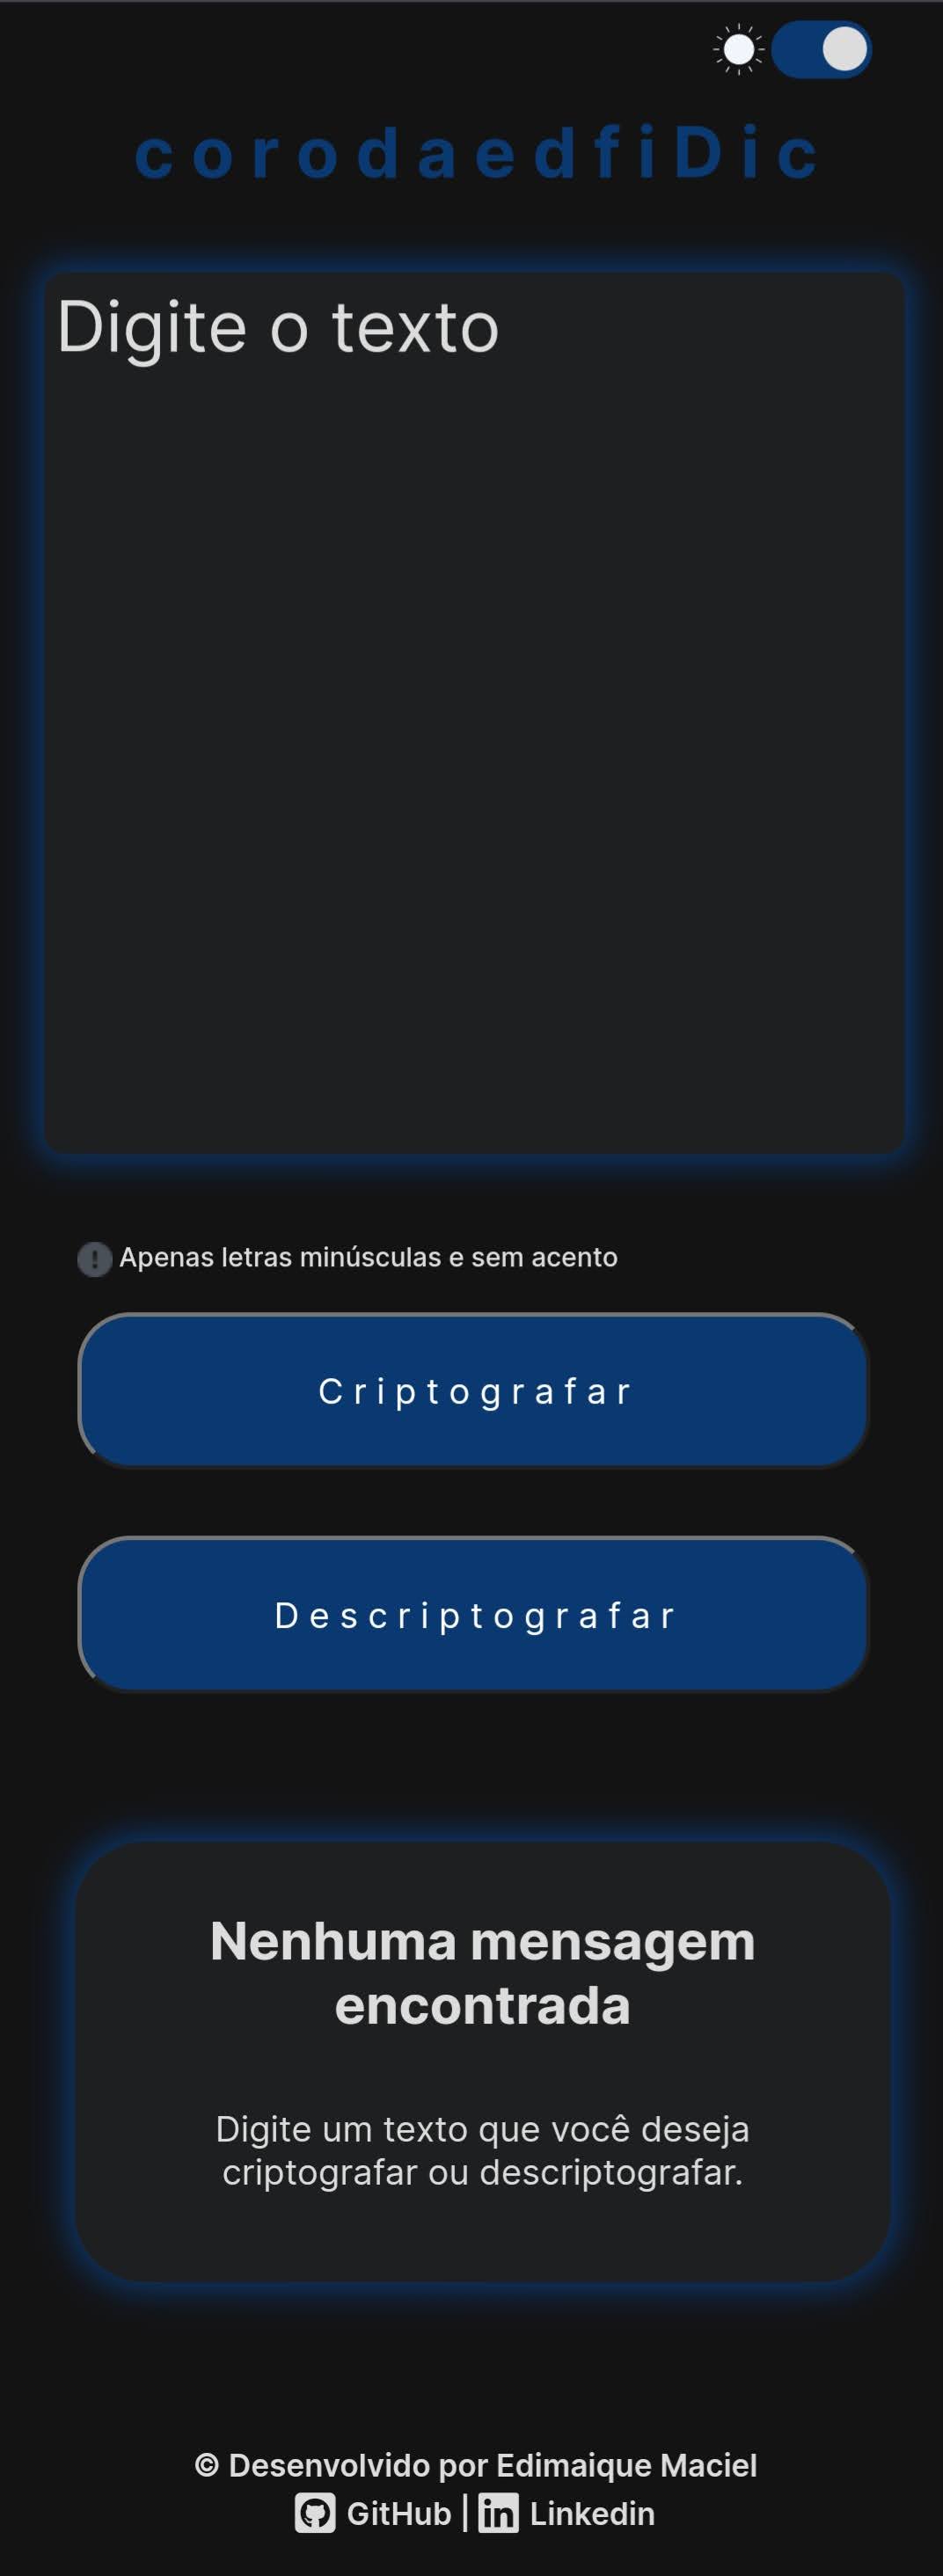 corodaedfiDic
Digite o texto
Apenas letras minúsculas e sem acento
Criptografar
Descriptografar
Nenhuma mensagem
encontrada
Digite um texto que você deseja
criptografar ou descriptografar.
© Desenvolvido por Edimaique Maciel
GitHub | Linkedin